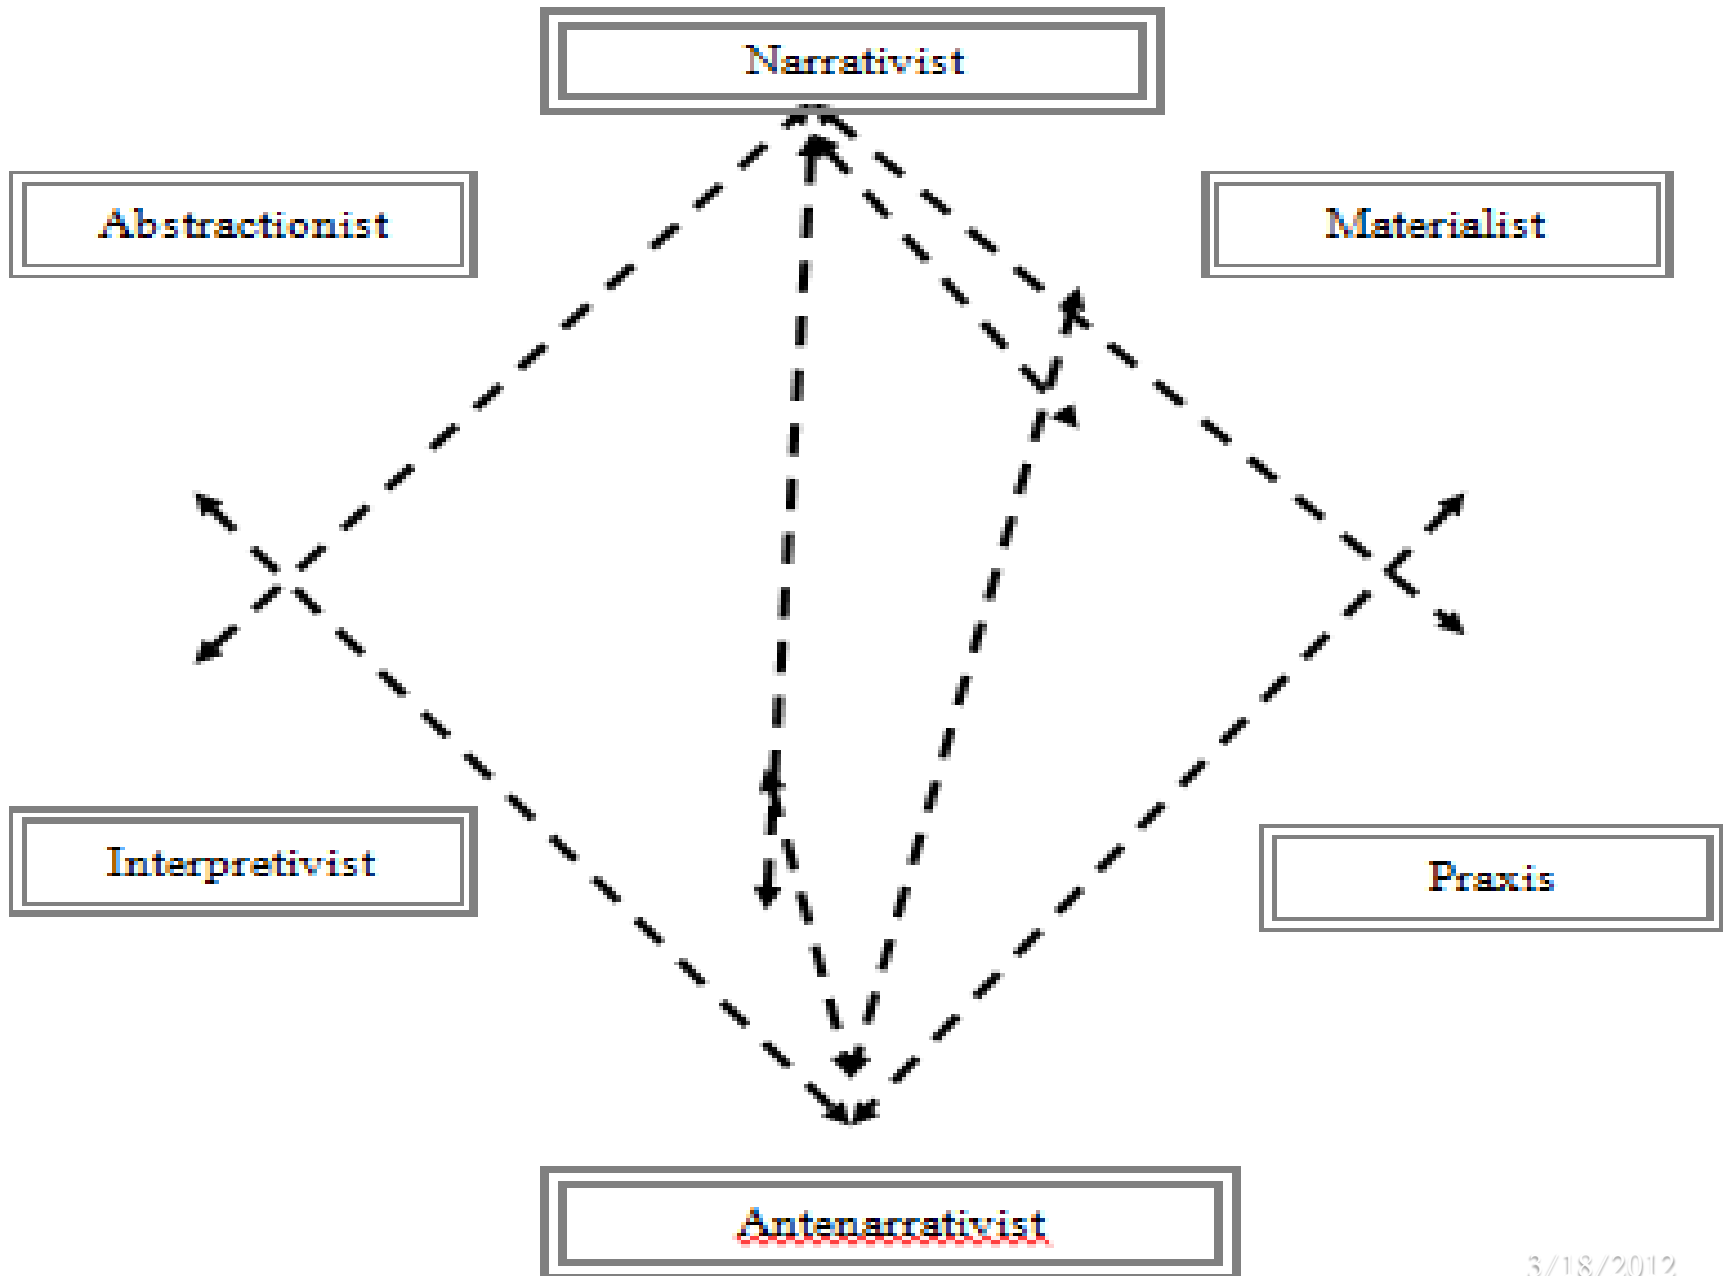 Narrativist
Abstractionist
Materialist
Interpretivist
Praxis
Antenarrativist
3/18/2012